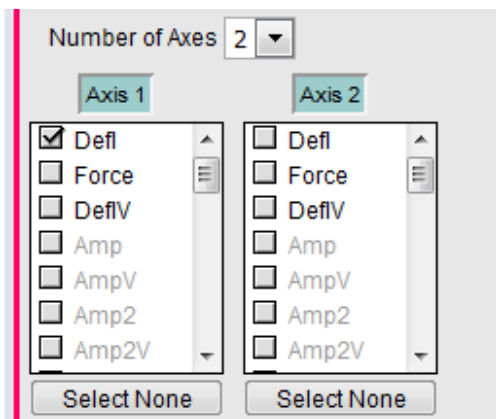 Number of Axes 2
Axis 1 Axis 2
Defl Defl
Force Force
DeflV DeflV
Amp Amp
AmpV AmpV
Amp2 Amp2
Amp2V Amp2V
Select None Select None